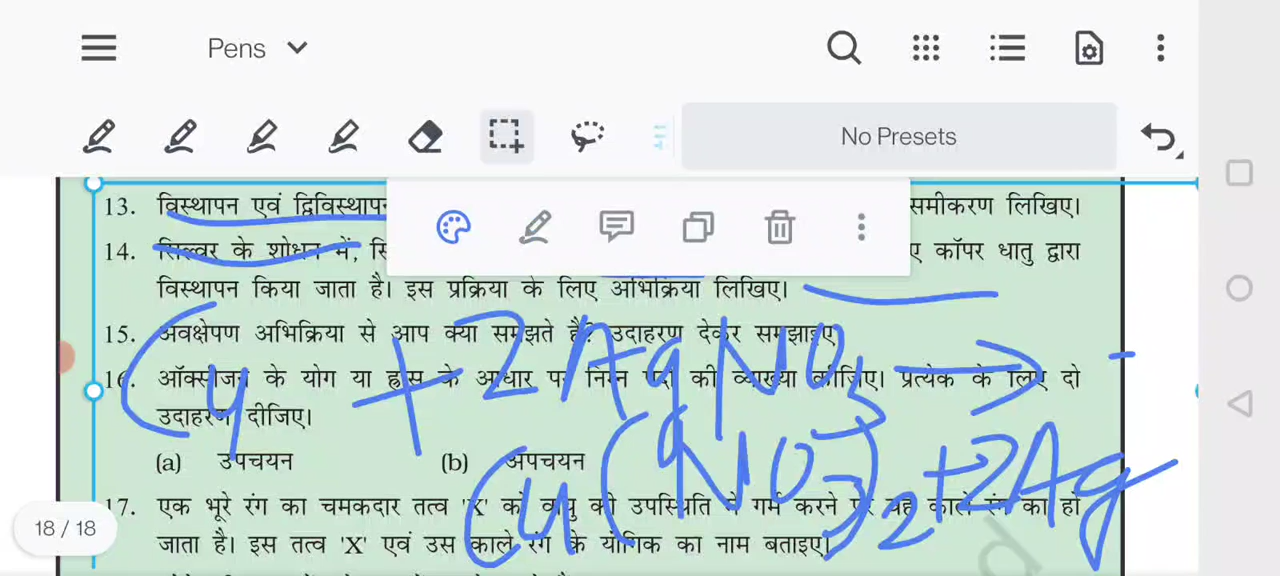 Pens
No Presets
13. विस्थापन एवं द्विविस्थापन समीकरण लिखिए।
14. सिल्वर के शोधन में, ए कॉपर धातु द्वारा
विस्थापन किया जाता है। इस प्रक्रिया के लिए अभिक्रिया लिखिए।
15. अवक्षेपण अभिक्रिया से आप क्या समझते हैं? उदाहरण देकर समझाइए
Cu + 2AgNO3 →
16. ऑक्सीजन के योग या ह्रास के आधार पर निम्न पदों की व्याख्या कीजिए। प्रत्येक के लिए दो
उदाहरण दीजिए।
(a) उपचयन (b) अपचयन
Cu(NO3)2 + 2Ag
17. एक भूरे रंग का चमकदार तत्व 'X' को वायु की उपस्थिति में गर्म करने पर वह काले रंग का हो
18 / 18
जाता है। इस तत्व 'X' एवं उस काले रंग के यौगिक का नाम बताइए।